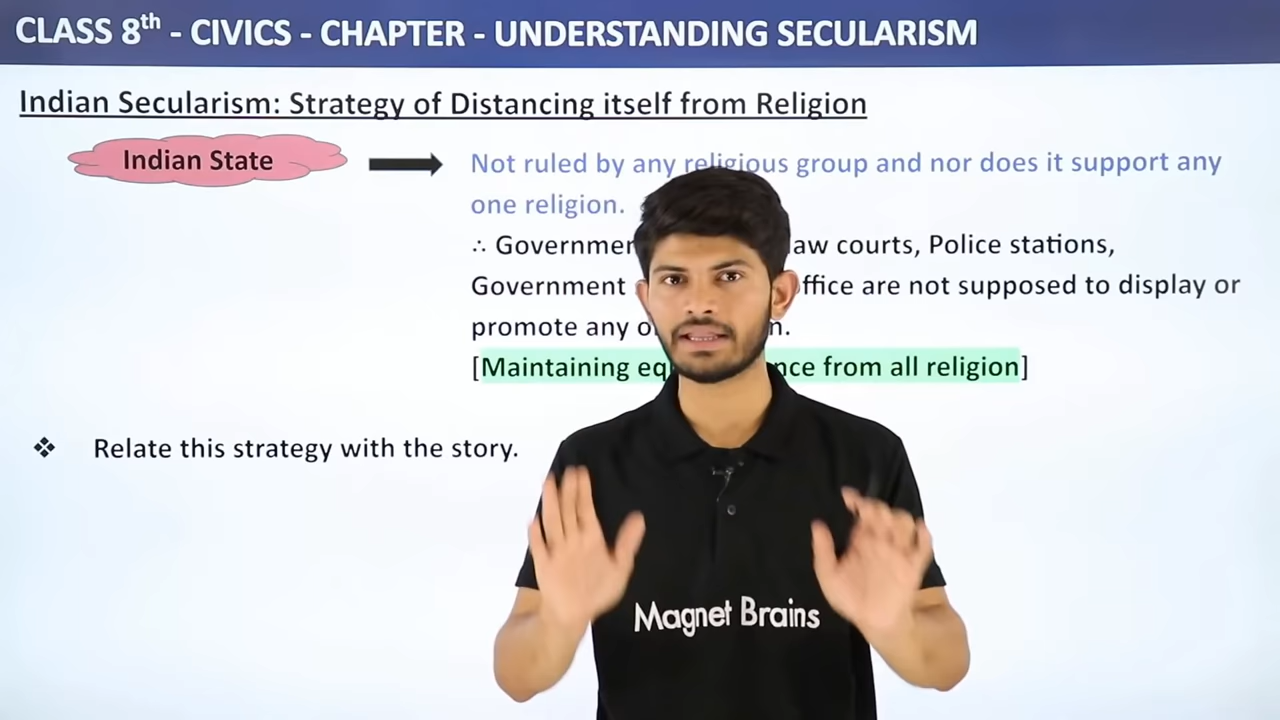 CLASS 8th - CIVICS - CHAPTER - UNDERSTANDING SECULARISM
Indian Secularism: Strategy of Distancing itself from Religion
Indian State
Not ruled by any religious group and nor does it support any
one religion.
∴ Governmen law courts, Police stations,
Government office are not supposed to display or
promote any o n.
[Maintaining eq nce from all religion]
❖ Relate this strategy with the story.
Magnet Brains